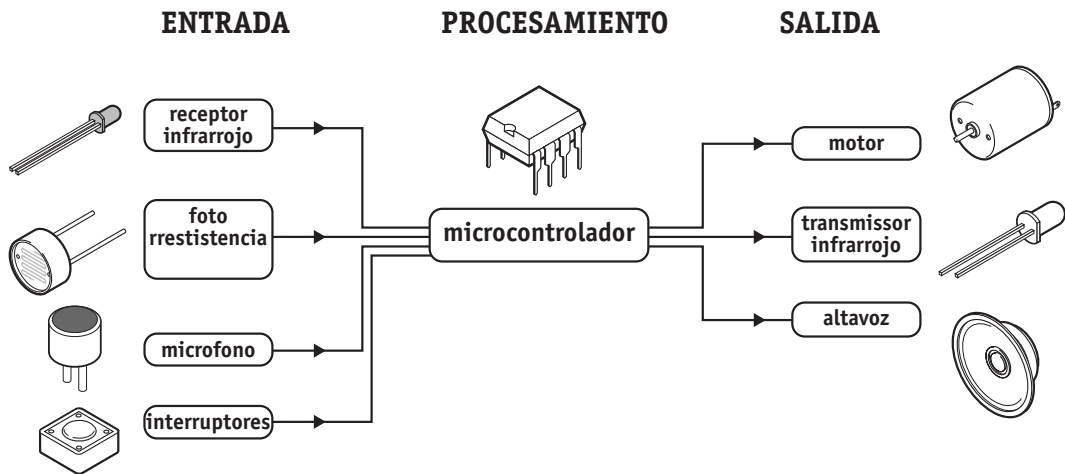 ENTRADA
PROCESAMIENTO
SALIDA
receptor
infrarrojo
foto
rrestistencia
microfono
interruptores
microcontrolador
motor
transmissor
infrarrojo
altavoz